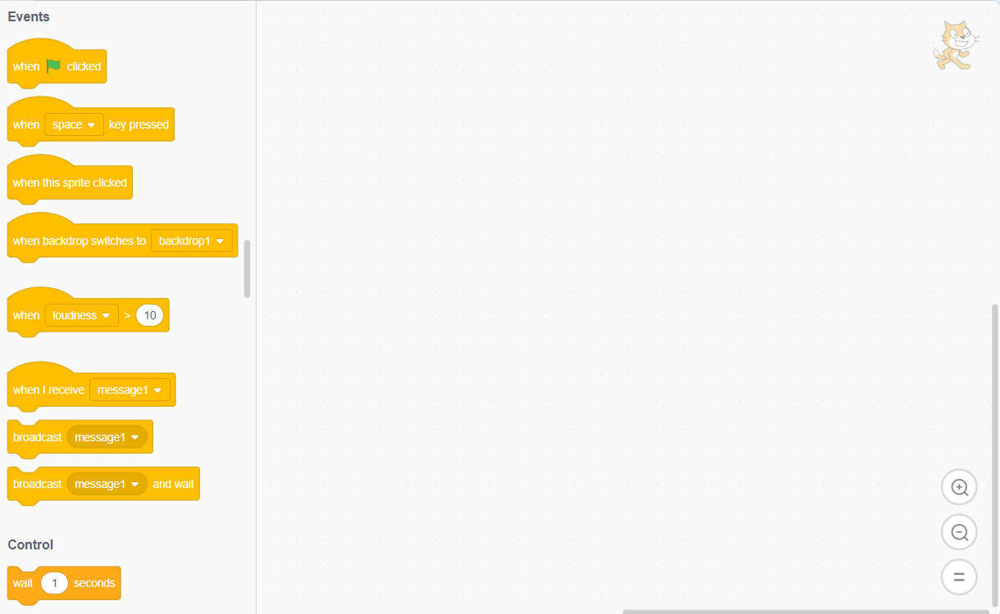 Events
when clicked
when space key pressed
when this sprite clicked
when backdrop switches to backdrop1
when loudness > 10
when I receive message1
broadcast message1
broadcast message1 and wait
Control
wait 1 seconds